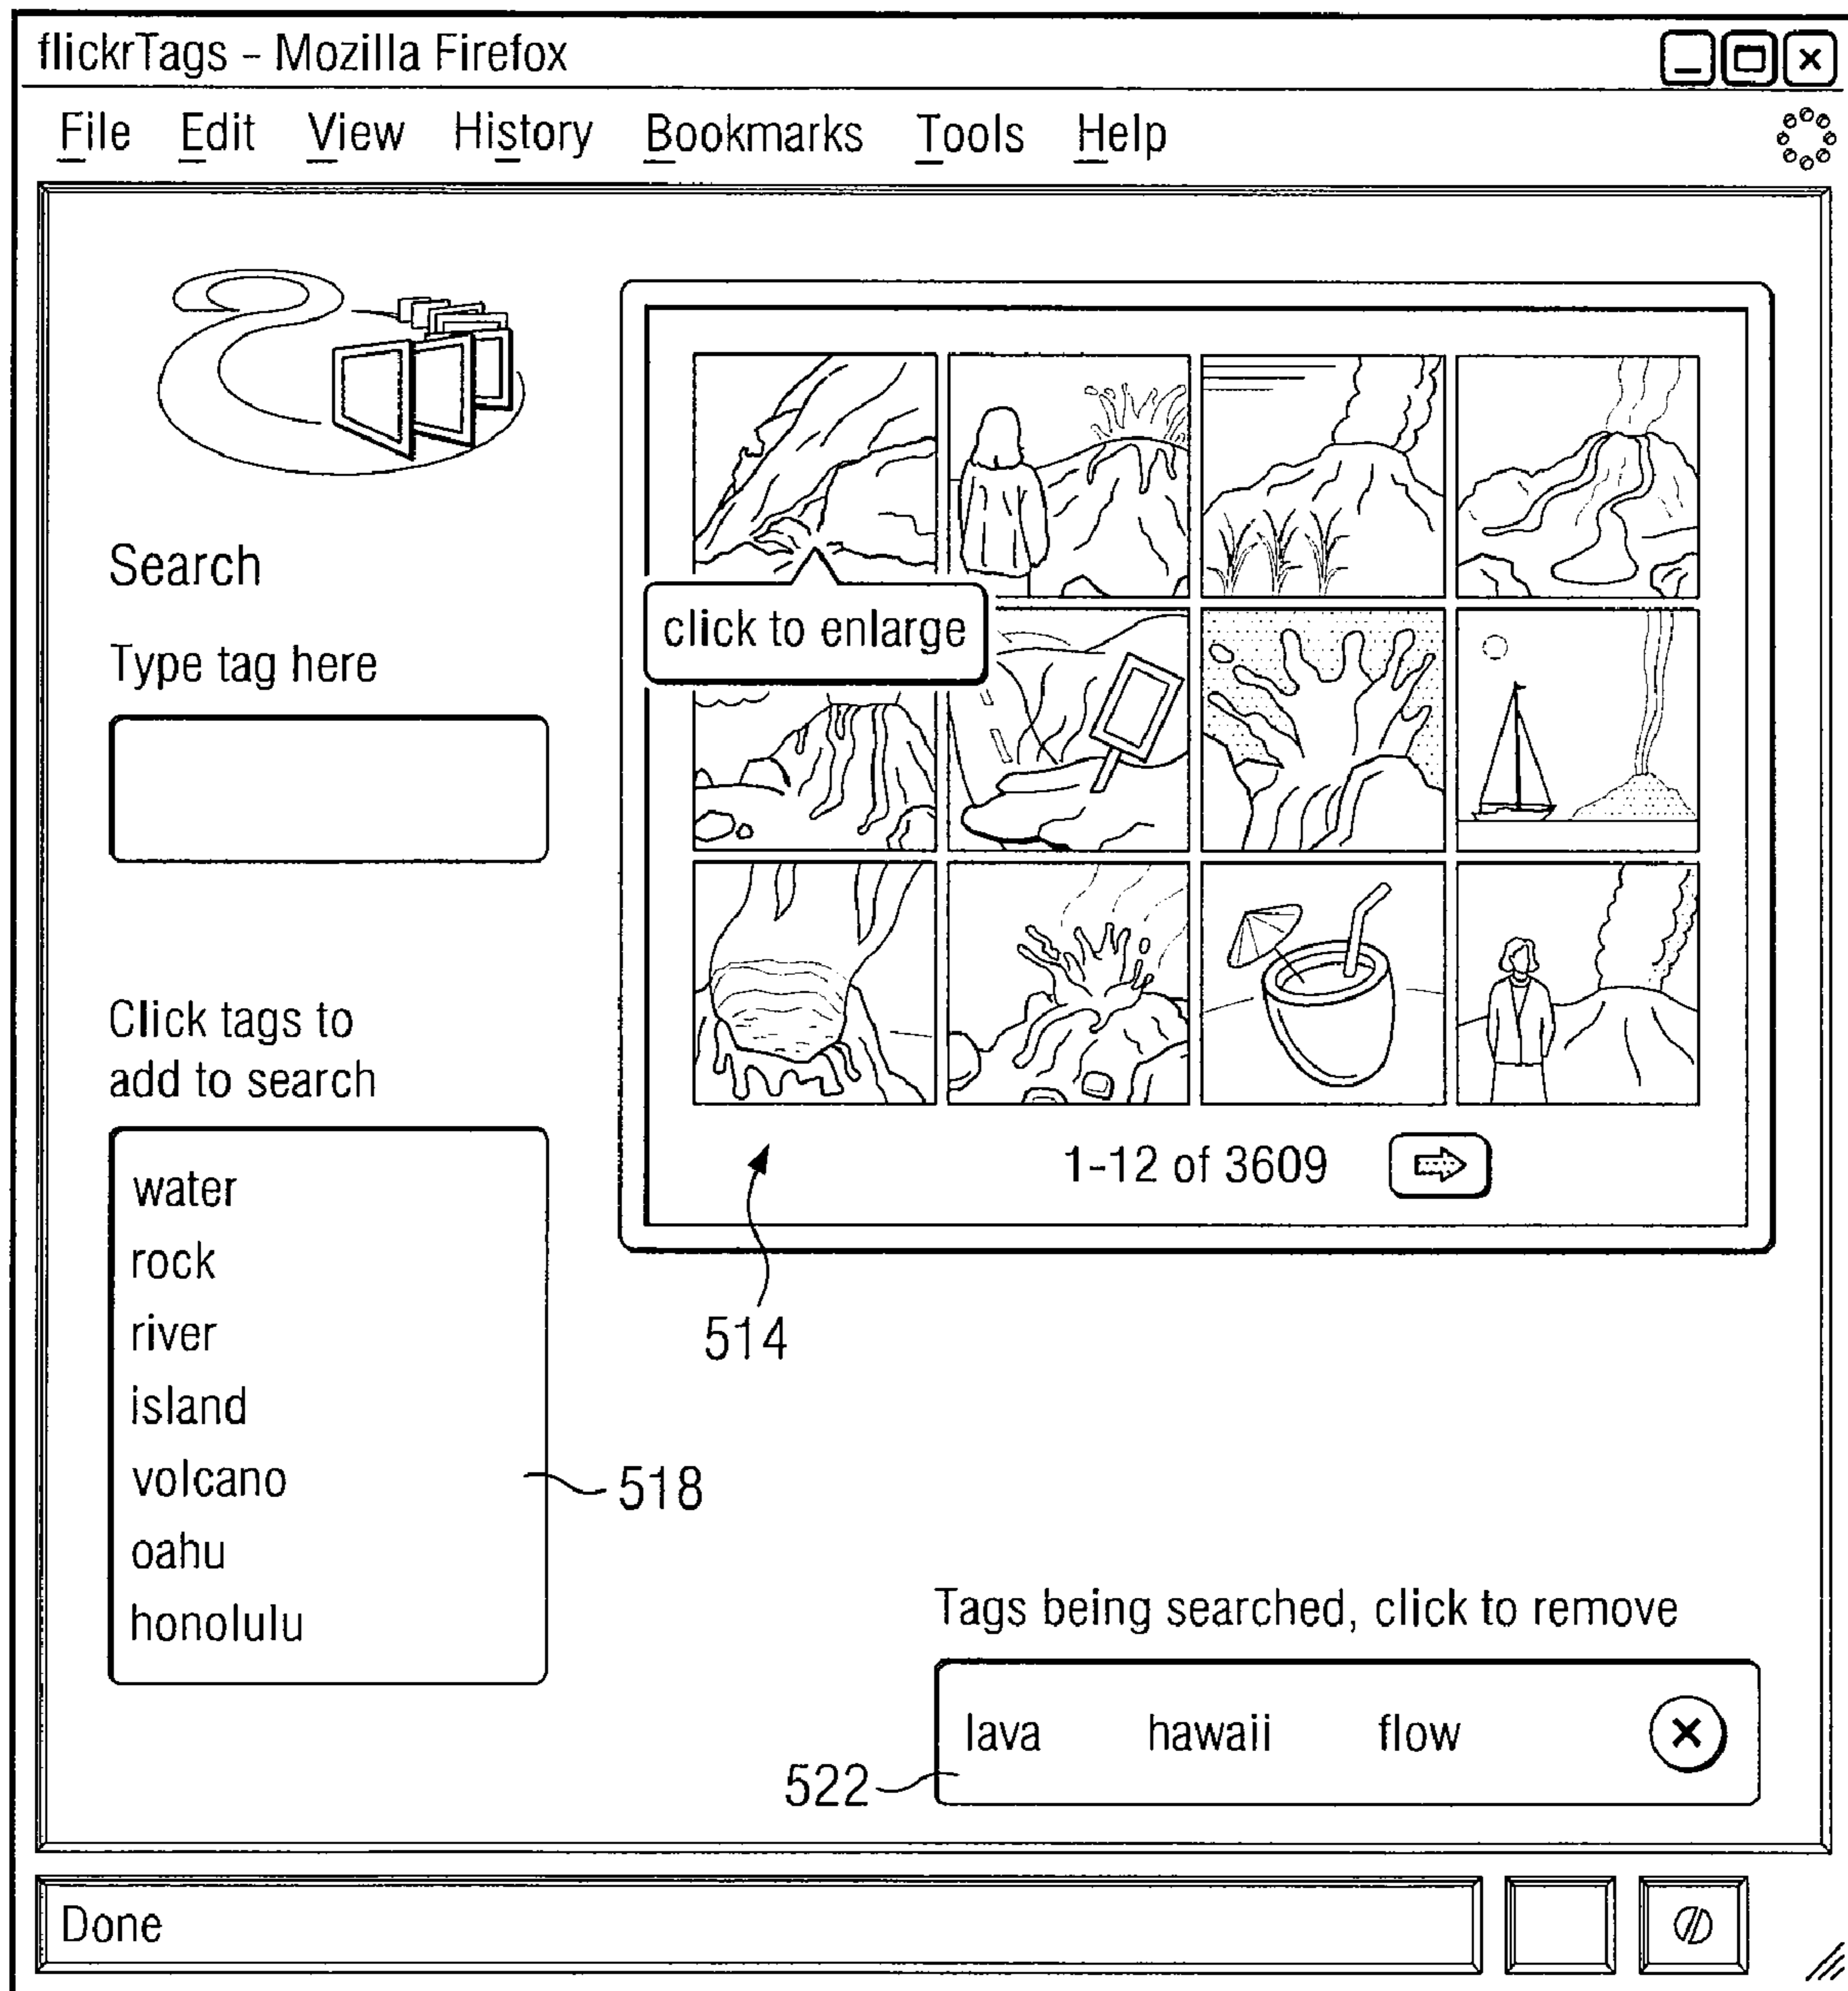 flickrTags - Mozilla Firefox
File Edit View History Bookmarks Tools Help
Search
Type tag here
click to enlarge
Click tags to
add to search
water
rock
river
island
volcano
oahu
honolulu
518
1-12 of 3609
514
Tags being searched, click to remove
lava hawaii flow
522
Done